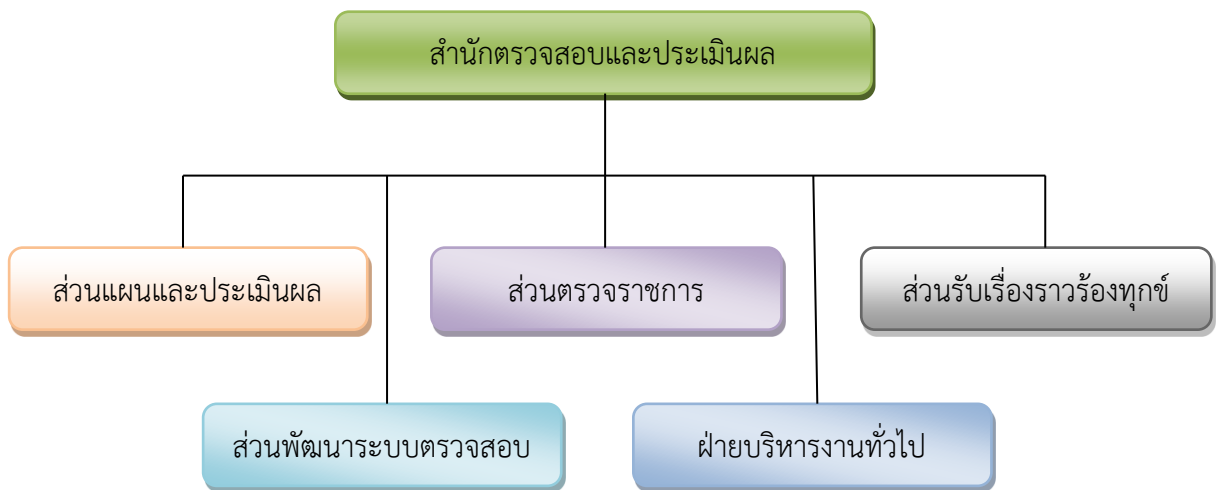 สำนักตรวจสอบและประเมินผล
ส่วนแผนและประเมินผล
ส่วนตรวจราชการ
ส่วนรับเรื่องราวร้องทุกข์
ส่วนพัฒนาระบบตรวจสอบ
ฝ่ายบริหารงานทั่วไป